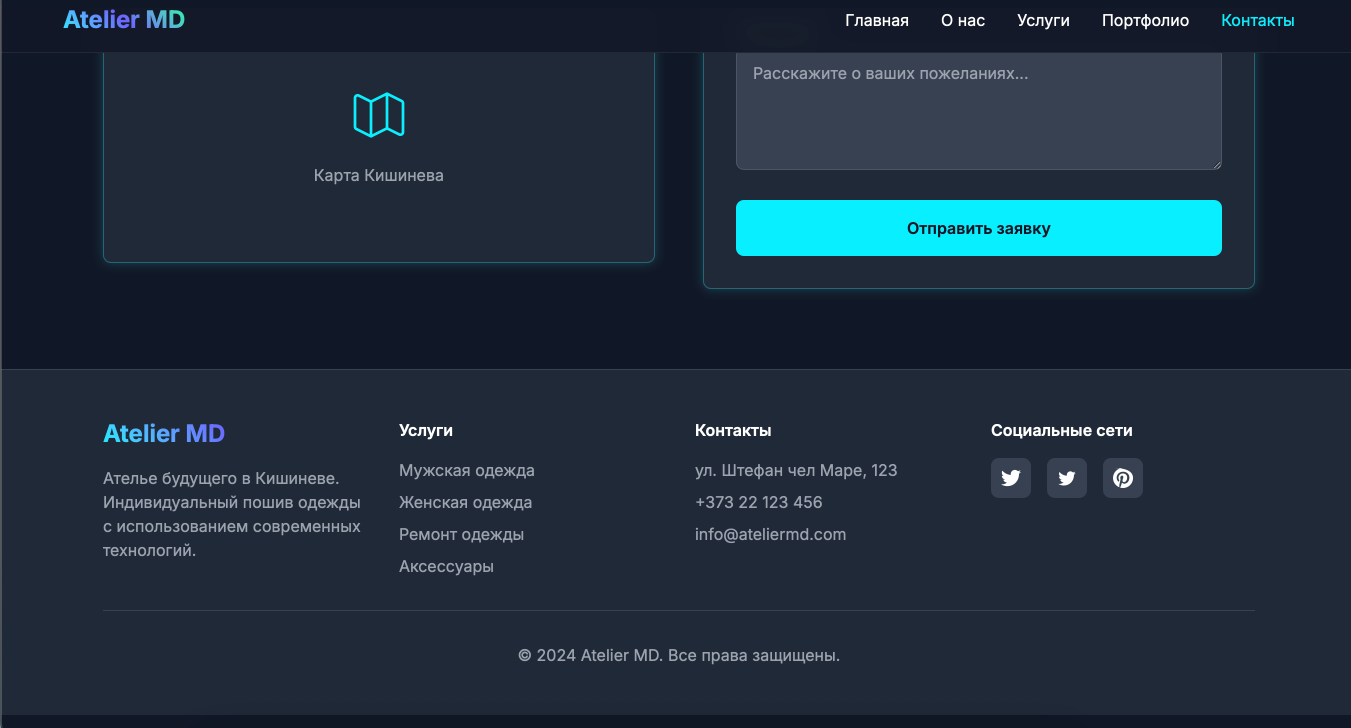 Atelier MD
Главная
О нас
Услуги
Портфолио
Контакты
Карта Кишинева
Расскажите о ваших пожеланиях...
Отправить заявку
Atelier MD
Ателье будущего в Кишиневе.
Индивидуальный пошив одежды
с использованием современных
технологий.
Услуги
Мужская одежда
Женская одежда
Ремонт одежды
Аксессуары
Контакты
ул. Штефан чел Маре, 123
+373 22 123 456
info@ateliermd.com
Социальные сети
© 2024 Atelier MD. Все права защищены.